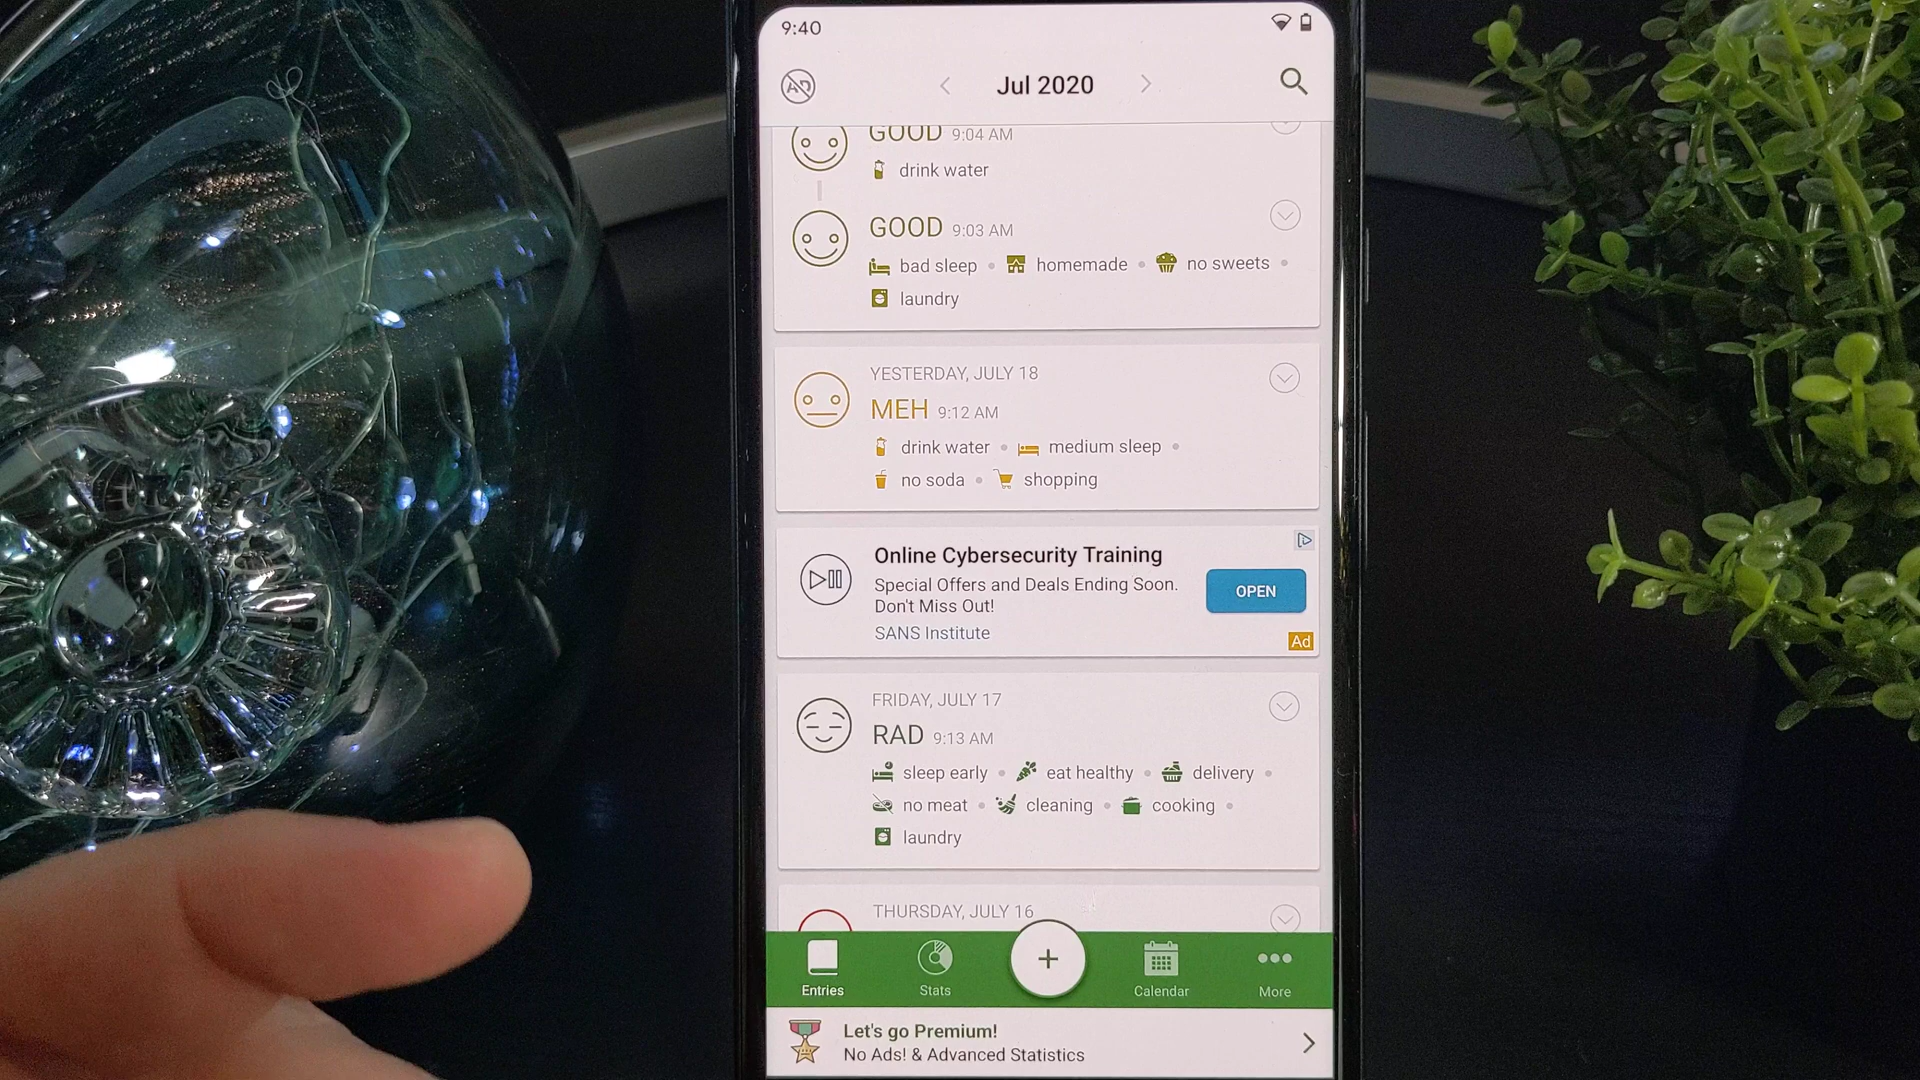 9:40
AD
Jul 2020
GOOD 9:04 AM
drink water
GOOD 9:03 AM
bad sleep • homemade • no sweets •
laundry
YESTERDAY, JULY 18
MEH 9:12 AM
drink water • medium sleep •
no soda • shopping
Online Cybersecurity Training
Special Offers and Deals Ending Soon.
Don't Miss Out!
SANS Institute
OPEN
Ad
FRIDAY, JULY 17
RAD 9:13 AM
sleep early • eat healthy • delivery •
no meat • cleaning • cooking •
laundry
THURSDAY, JULY 16
Entries
Stats
+
Calendar
More
Let's go Premium!
No Ads! & Advanced Statistics